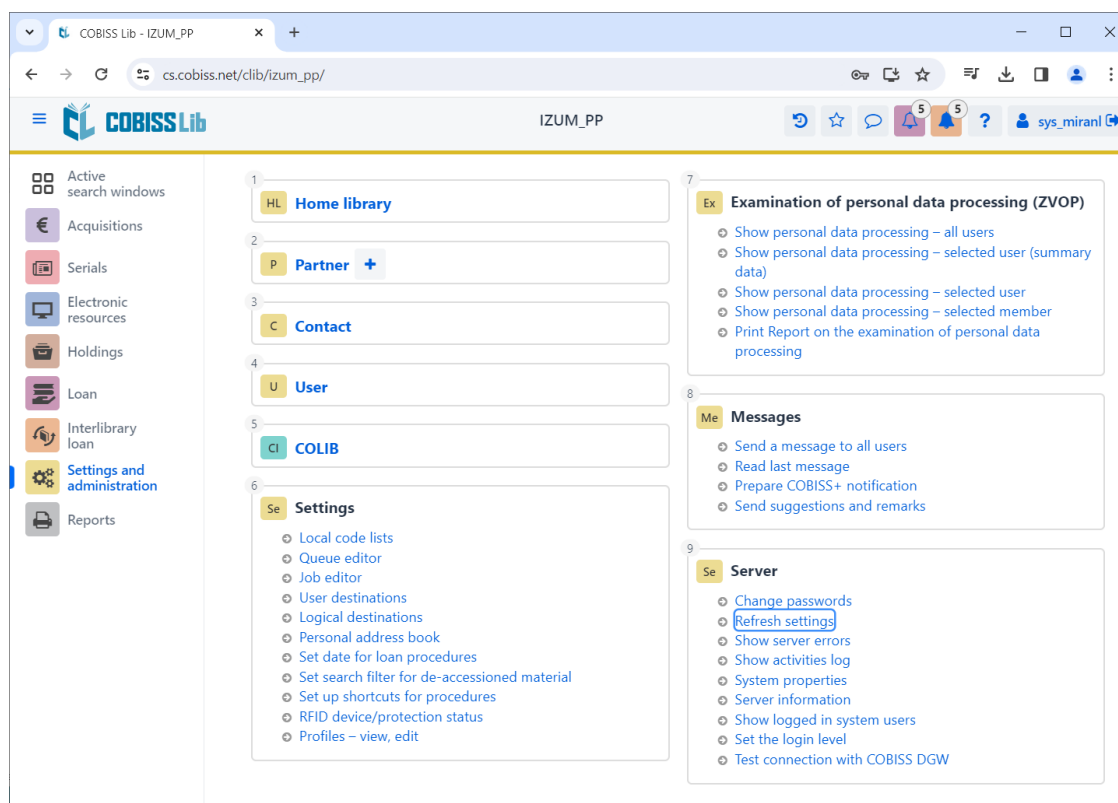 COBISS Lib - IZUM_PP
cs.cobiss.net/clib/izum_pp/
COBISS Lib
IZUM_PP
5
5
?
sys_miranl
Active
search windows
€
Acquisitions
Serials
Electronic
resources
Holdings
Loan
Interlibrary
loan
Settings and
administration
Reports
1
HL Home library
2
P Partner +
3
C Contact
4
U User
5
CI COLIB
6
Se Settings
Local code lists
Queue editor
Job editor
User destinations
Logical destinations
Personal address book
Set date for loan procedures
Set search filter for de-accessioned material
Set up shortcuts for procedures
RFID device/protection status
Profiles – view, edit
7
Ex Examination of personal data processing (ZVOP)
Show personal data processing – all users
Show personal data processing – selected user (summary
data)
Show personal data processing – selected user
Show personal data processing – selected member
Print Report on the examination of personal data
processing
8
Me Messages
Send a message to all users
Read last message
Prepare COBISS+ notification
Send suggestions and remarks
9
Se Server
Change passwords
Refresh settings
Show server errors
Show activities log
System properties
Server information
Show logged in system users
Set the login level
Test connection with COBISS DGW